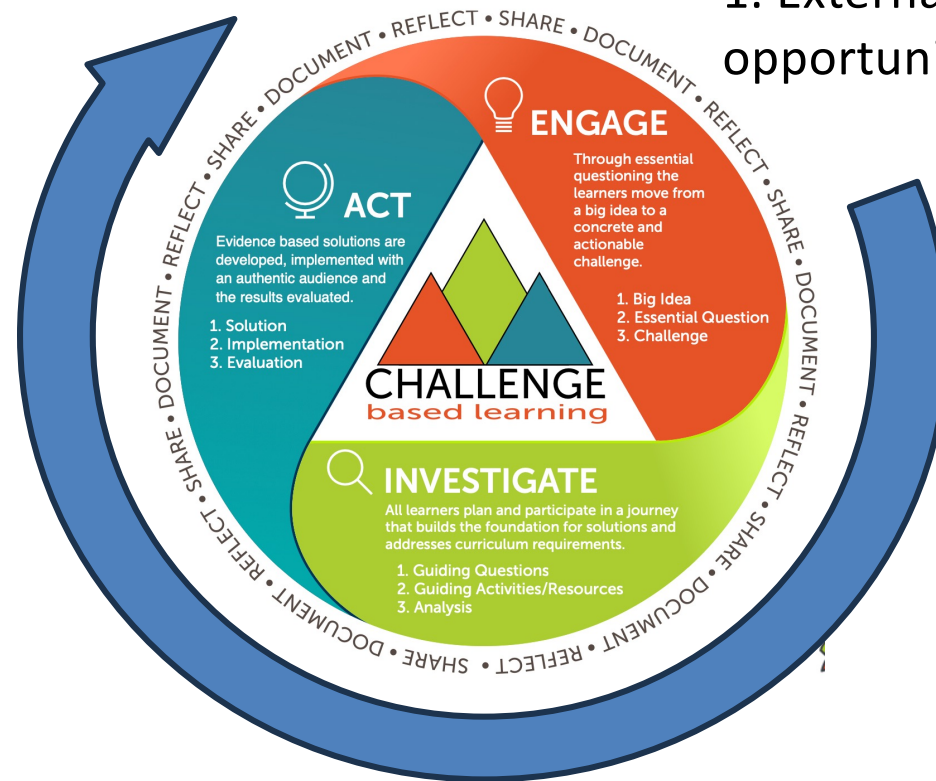 1. Externa
opportuni
DOCUMENT • REFLECT • SHARE • DOCUMENT • REFLECT • SHARE • DOCUMENT • REFLECT • SHARE • DOCUMENT • REFLECT • SHARE • DOCUMENT • REFLECT • SHARE • DOCUMENT • REFLECT • SHARE •
ENGAGE
Through essential
questioning the
learners move from
a big idea to a
concrete and
actionable
challenge.
1. Big Idea
2. Essential Question
3. Challenge
ACT
Evidence based solutions are
developed, implemented with
an authentic audience and
the results evaluated.
1. Solution
2. Implementation
3. Evaluation
CHALLENGE
based learning
INVESTIGATE
All learners plan and participate in a journey
that builds the foundation for solutions and
addresses curriculum requirements.
1. Guiding Questions
2. Guiding Activities/Resources
3. Analysis